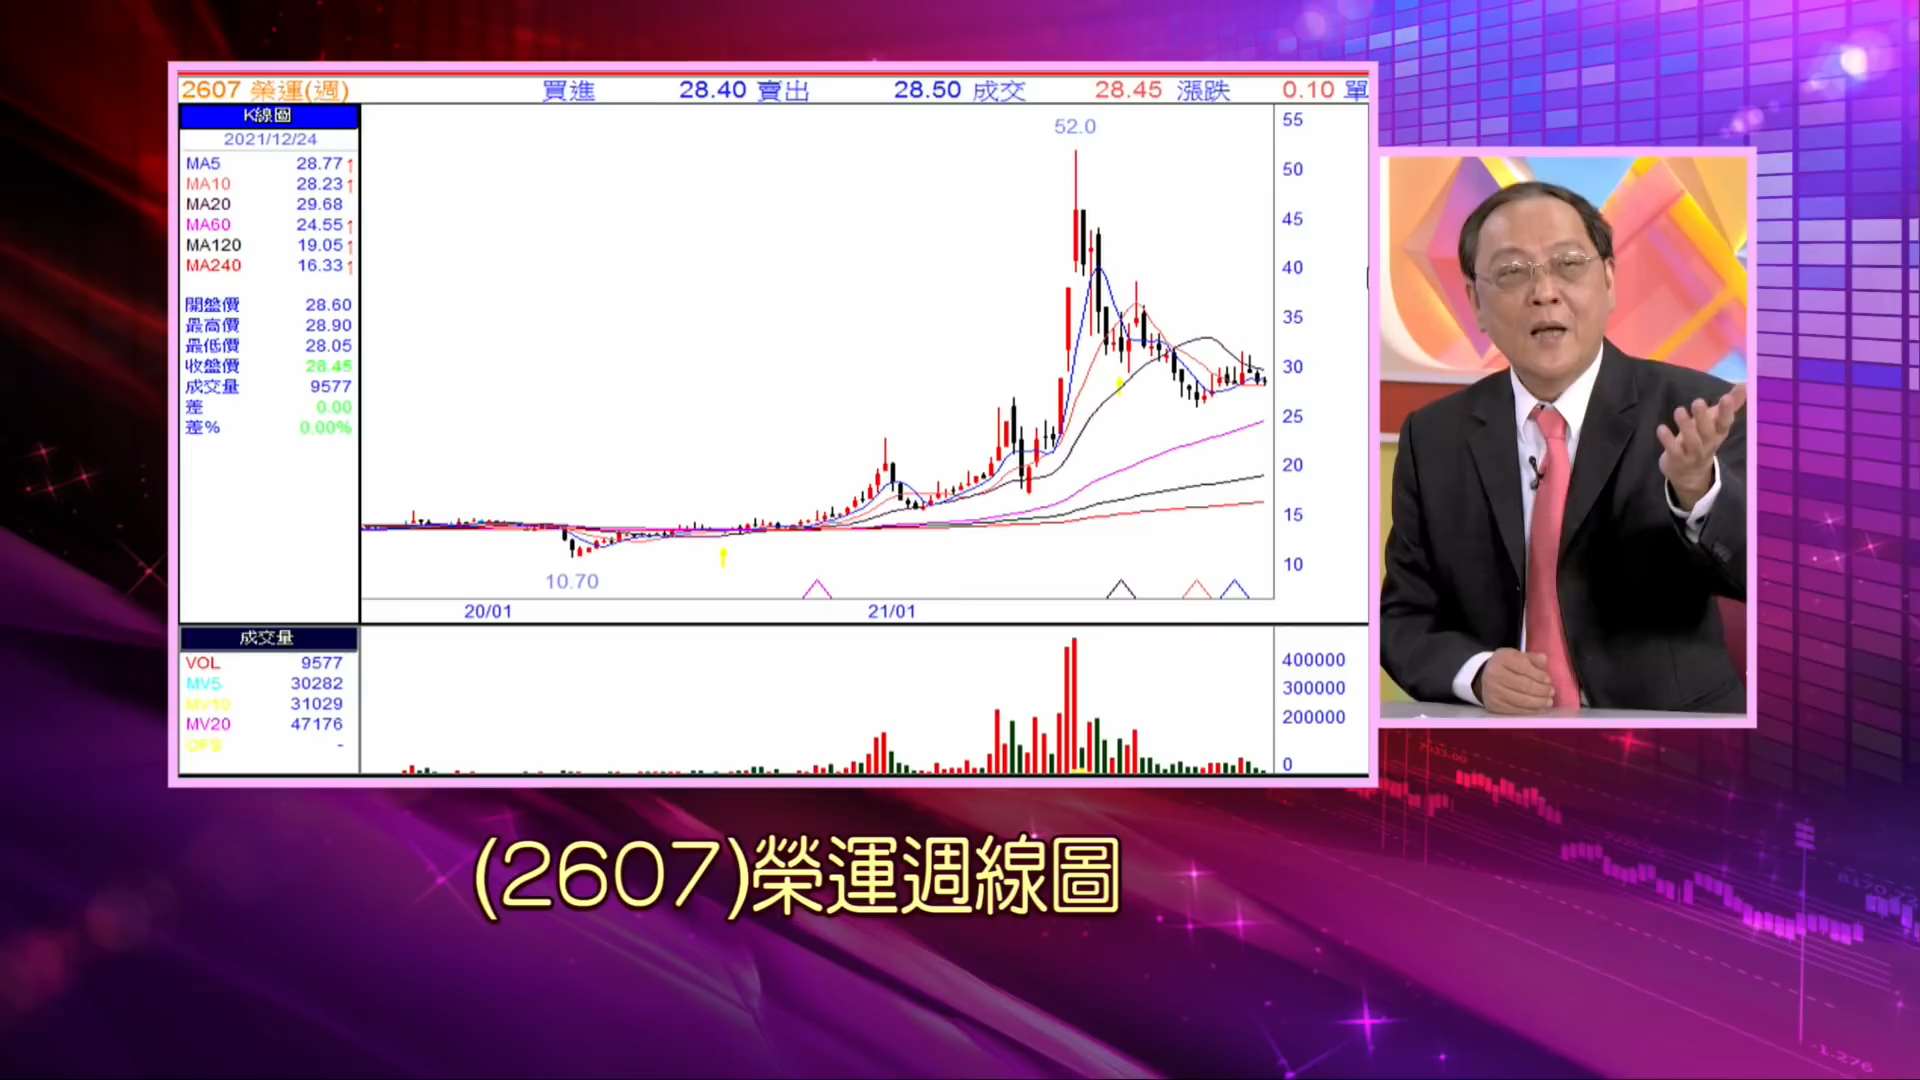 2607 榮運(週) 買進 28.40 賣出 28.50 成交 28.45 漲跌 0.10 單
K線圖
2021/12/24
MA5 28.77↑
MA10 28.23↑
MA20 29.68
MA60 24.55↑
MA120 19.05↑
MA240 16.33↑
開盤價 28.60
最高價 28.90
最低價 28.05
收盤價 28.45
成交量 9577
差 0.00
差% 0.00%
52.0
10.70
55
50
45
40
35
30
25
20
15
10
20/01 21/01
成交量
VOL 9577
MV5 30282
MV10 31029
MV20 47176
-
400000
300000
200000
0
(2607)榮運週線圖
-1.276